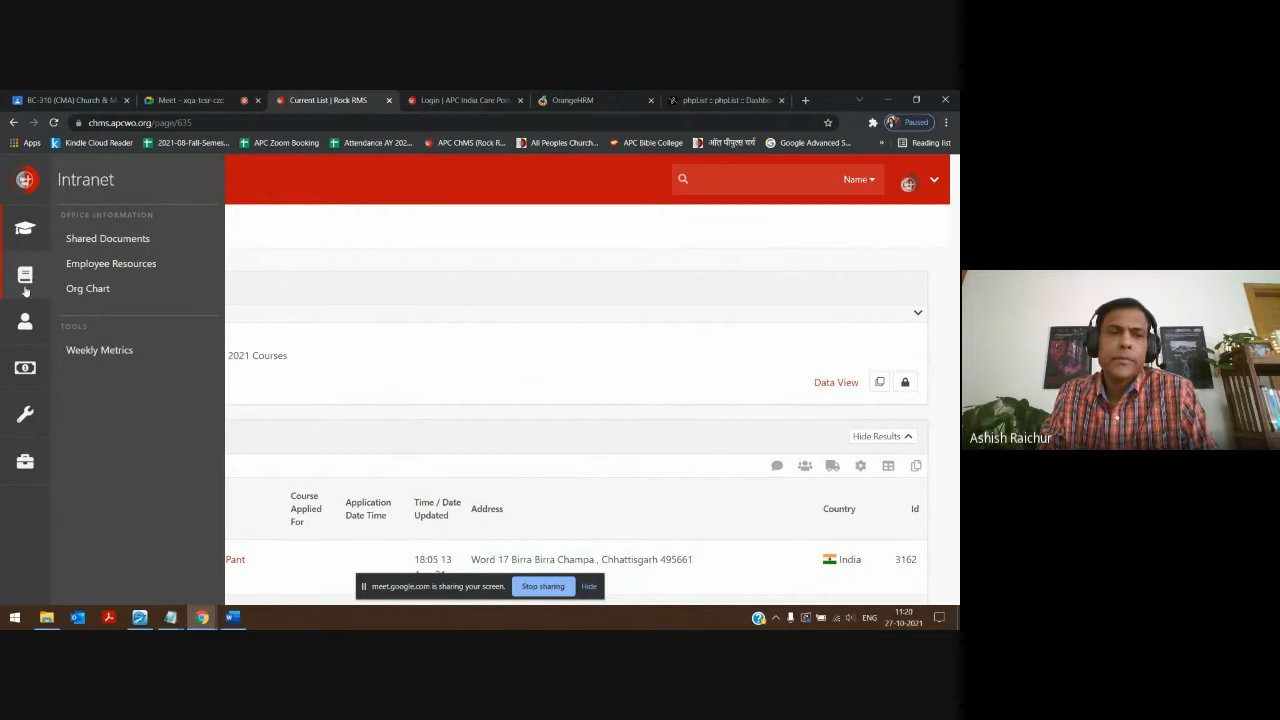 BC-310 (CMA) Church & M
Meet – xqa-tcsr-czc
Current List | Rock RMS
Login | APC India Care Por
OrangeHRM
phpList :: phpList :: Dashbo
chms.apcwo.org/page/635
Paused
Apps
Kindle Cloud Reader
2021-08-Fall-Semes...
APC Zoom Booking
Attendance AY 202...
APC ChMS (Rock R...
All Peoples Church...
APC Bible College
ऑल पीपुल्स चर्च
Google Advanced S...
Reading list
Intranet
Name
OFFICE INFORMATION
Shared Documents
Employee Resources
Org Chart
TOOLS
Weekly Metrics
2021 Courses
Data View
Hide Results
Course Applied For
Application Date Time
Time / Date Updated
Address
Country
Id
Pant
18:05 13
Word 17 Birra Birra Champa , Chhattisgarh 495661
India
3162
meet.google.com is sharing your screen.
Stop sharing
Hide
ENG
11:20
27-10-2021
Ashish Raichur